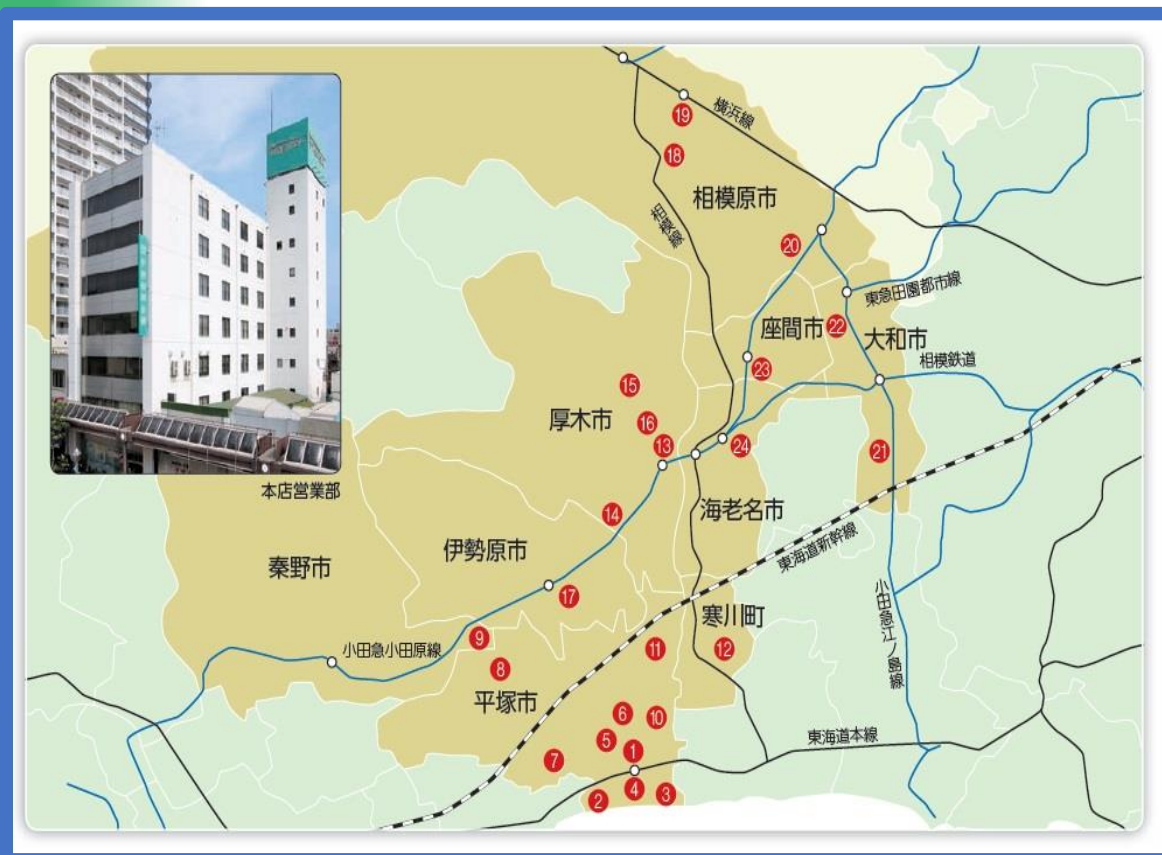 19
横浜線
18
相模原市
相模線
20
東急田園都市線
座間市
22
大和市
相模鉄道
23
15
厚木市
16
13
24
21
本店営業部
14
海老名市
伊勢原市
東海道新幹線
秦野市
17
寒川町
小田急江ノ島線
9
小田急小田原線
11
12
8
平塚市
6
10
5
1
東海道本線
7
4
2
3